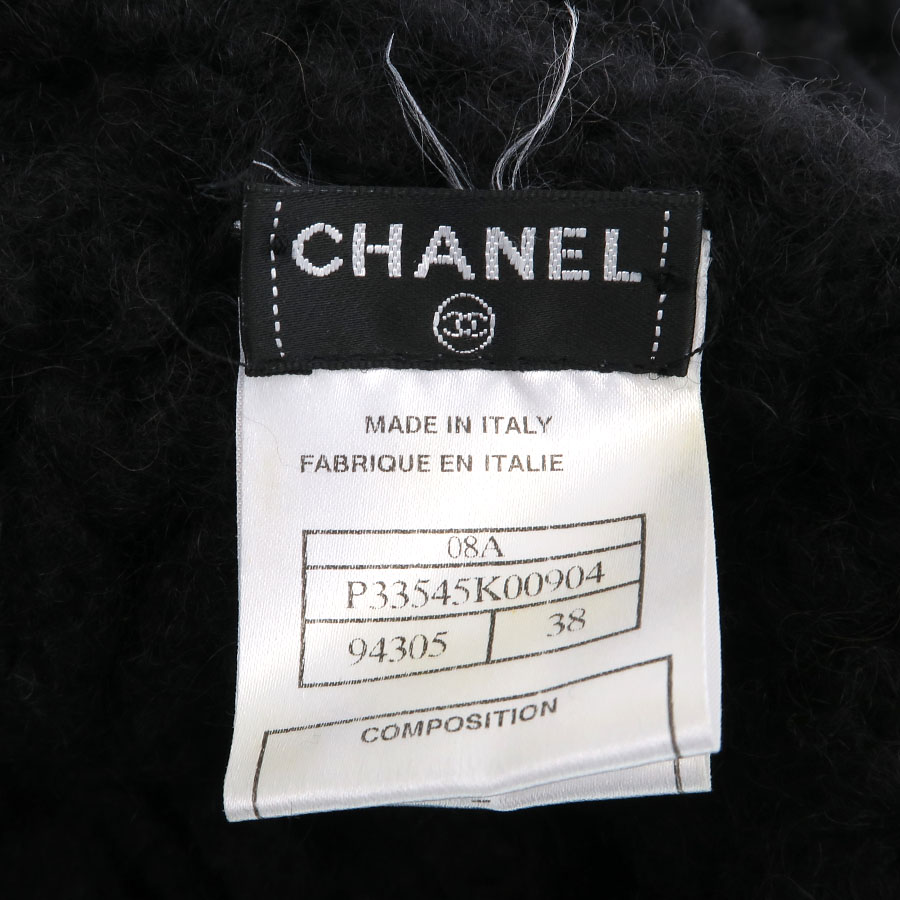 CHANEL
MADE IN ITALY
FABRIQUE EN ITALIE
08A
P33545K00904
94305 38
COMPOSITION